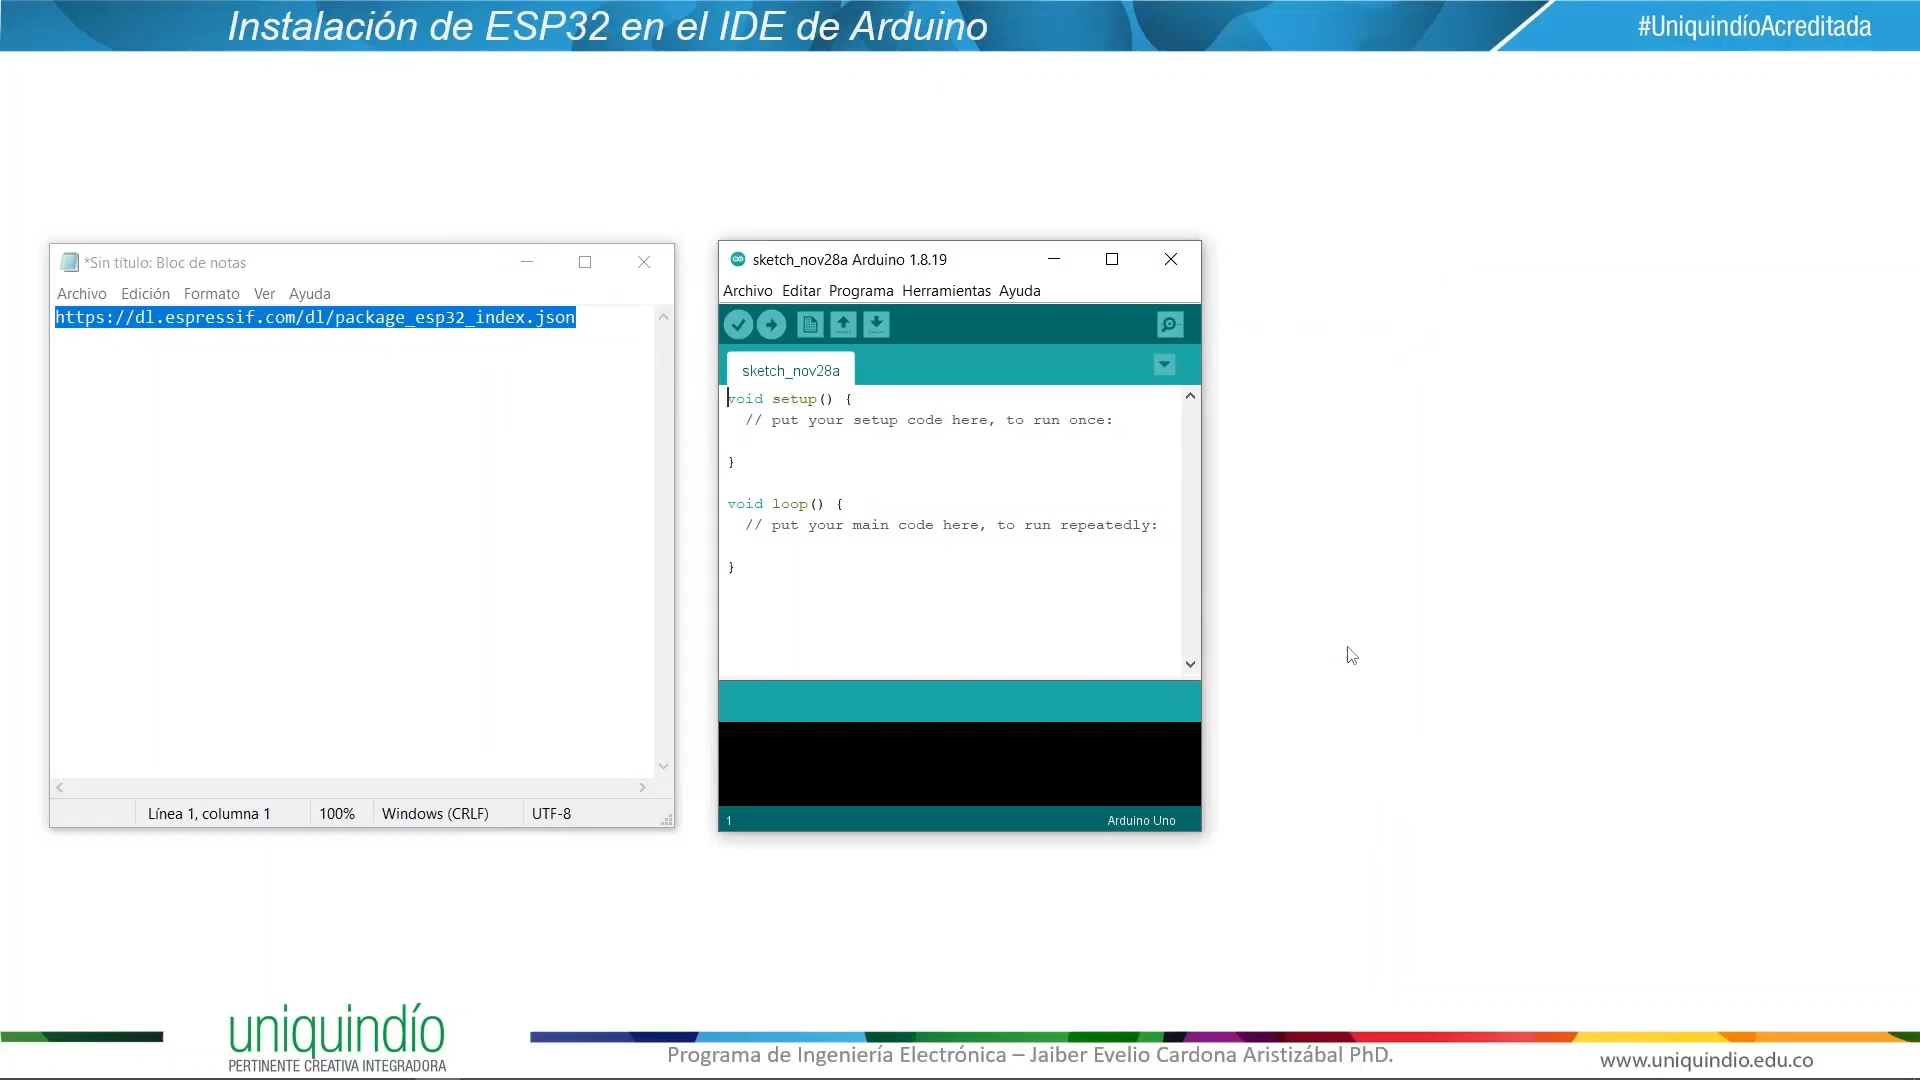 Instalación de ESP32 en el IDE de Arduino
#UniquindíoAcreditada
*Sin título: Bloc de notas
Archivo Edición Formato Ver Ayuda
https://dl.espressif.com/dl/package_esp32_index.json
Línea 1, columna 1 100% Windows (CRLF) UTF-8
sketch_nov28a Arduino 1.8.19
Archivo Editar Programa Herramientas Ayuda
sketch_nov28a
void setup() {
// put your setup code here, to run once:
}
void loop() {
// put your main code here, to run repeatedly:
}
1 Arduino Uno
uniquindío
PERTINENTE CREATIVA INTEGRADORA
Programa de Ingeniería Electrónica – Jaiber Evelio Cardona Aristizábal PhD.
www.uniquindio.edu.co